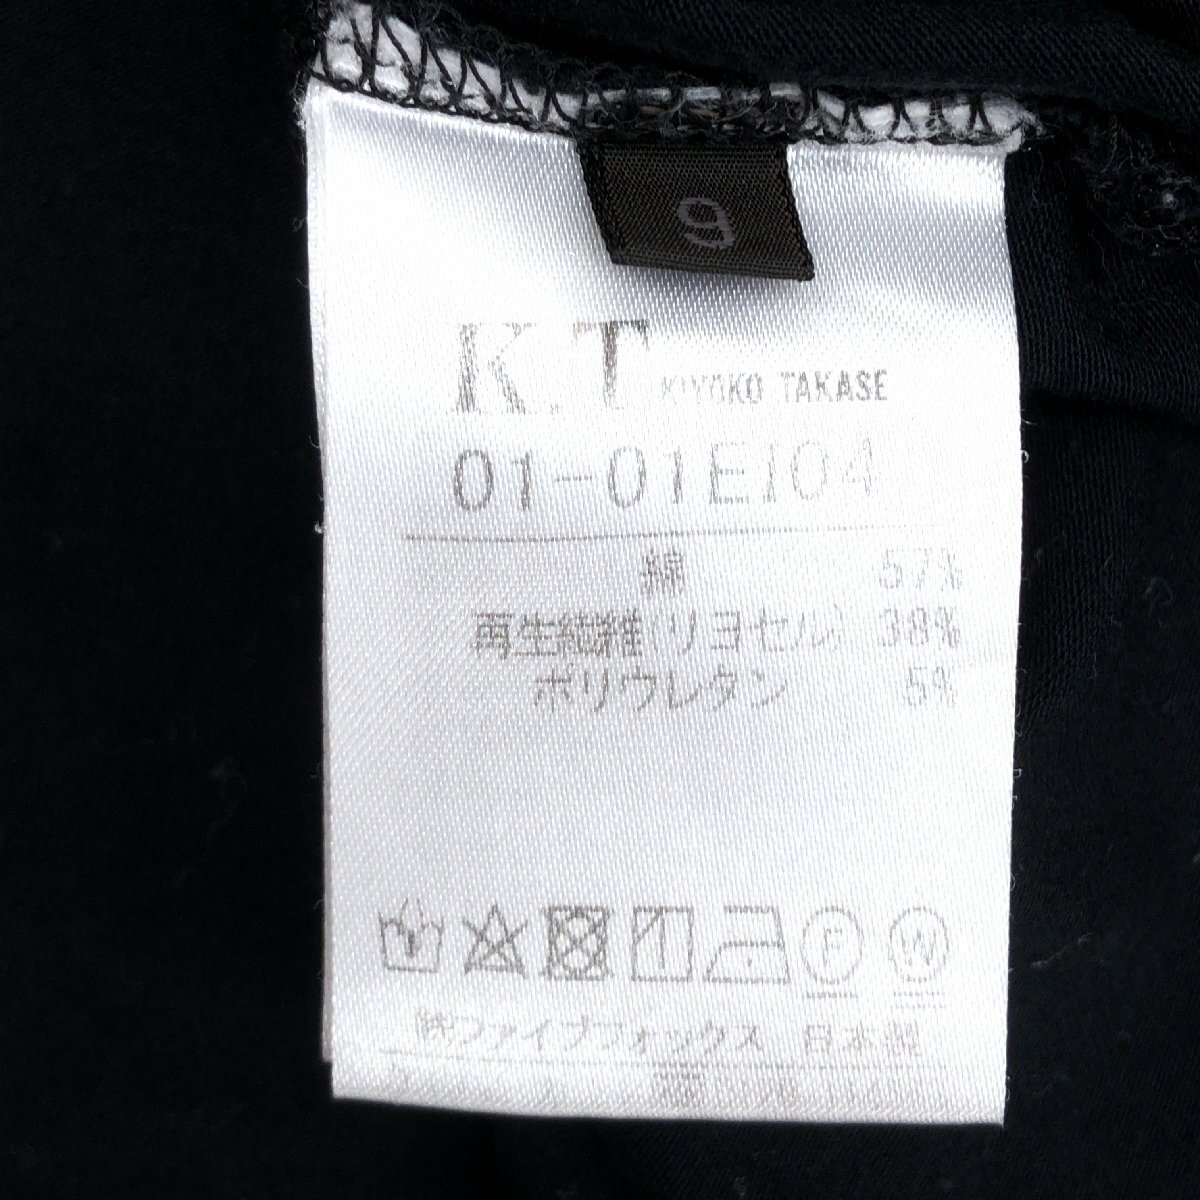 9
K.T KIYOKO TAKASE
01-01EI04
綿 57%
再生繊維(リヨセル) 38%
ポリウレタン 5%
F W
㈱ファイブフォックス 日本製